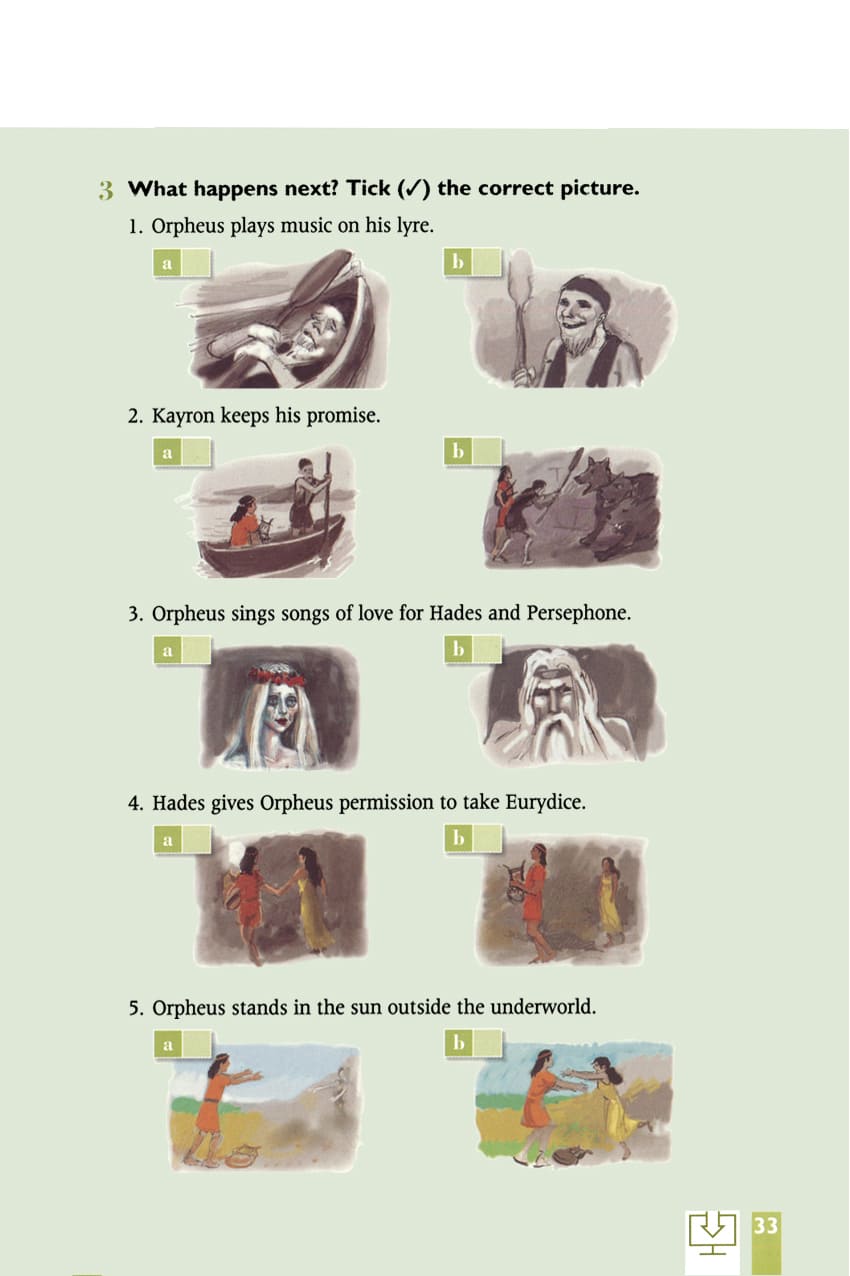 3 What happens next? Tick (✓) the correct picture.
1. Orpheus plays music on his lyre.
a
b
2. Kayron keeps his promise.
a
b
3. Orpheus sings songs of love for Hades and Persephone.
a
b
4. Hades gives Orpheus permission to take Eurydice.
a
b
5. Orpheus stands in the sun outside the underworld.
a
b
33